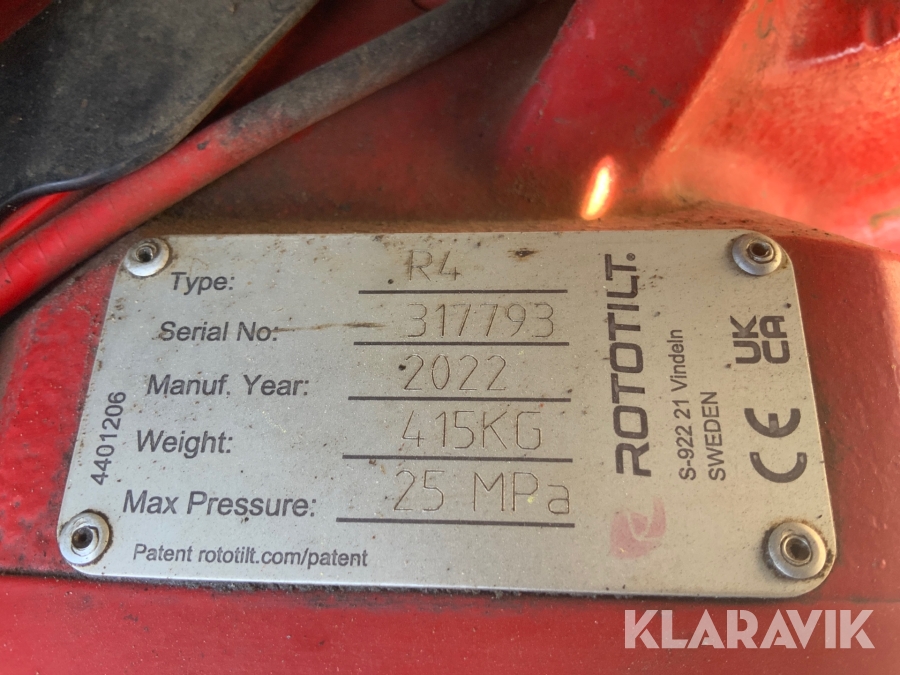 Type: R4
Serial No: 317793
Manuf. Year: 2022
Weight: 415KG
Max Pressure: 25 MPa
Patent rototilt.com/patent
4401206
ROTOTILT.
S-922 21 Vindeln
SWEDEN
UK
CA
CE
KLARAVIK